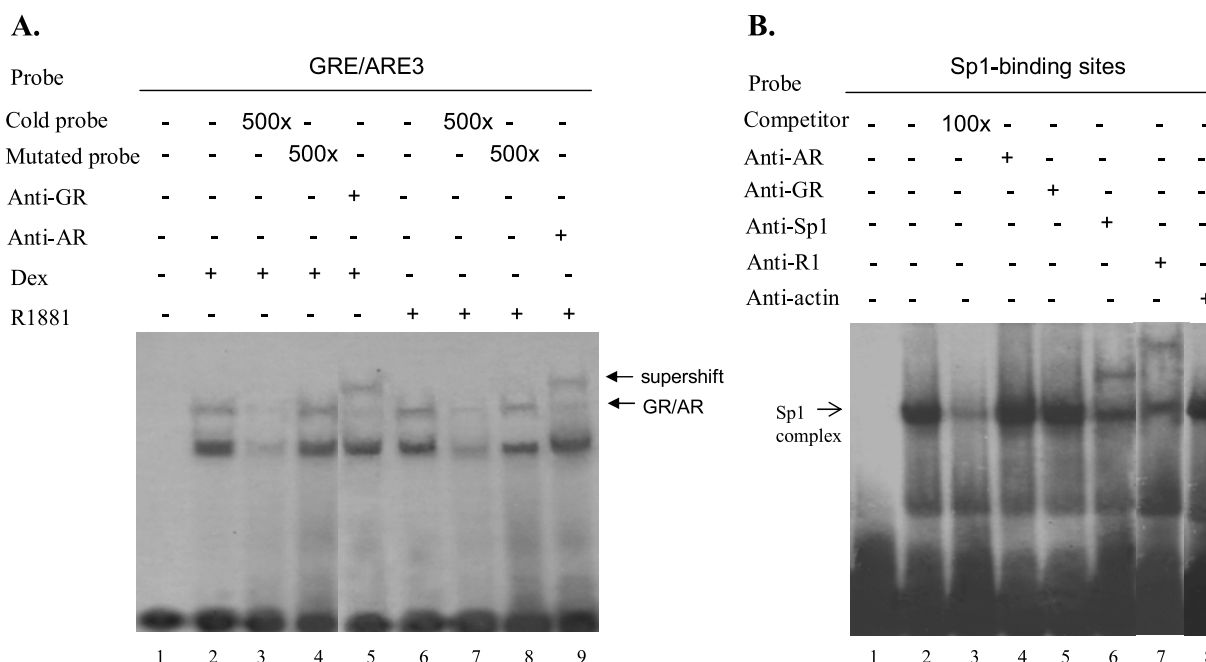 A.
Probe GRE/ARE3
Cold probe - - 500x - - - 500x - -
Mutated probe - - - 500x - - - 500x -
Anti-GR - - - - + - - - -
Anti-AR - - - - - - - - +
Dex - + + + + - - - -
R1881 - - - - - + + + +
supershift
GR/AR
1 2 3 4 5 6 7 8 9
B.
Probe Sp1-binding sites
Competitor - - 100x - - - - -
Anti-AR - - - + - - - -
Anti-GR - - - - + - - -
Anti-Sp1 - - - - - + - -
Anti-R1 - - - - - - + -
Anti-actin - - - - - - - +
Sp1
complex
1 2 3 4 5 6 7 8